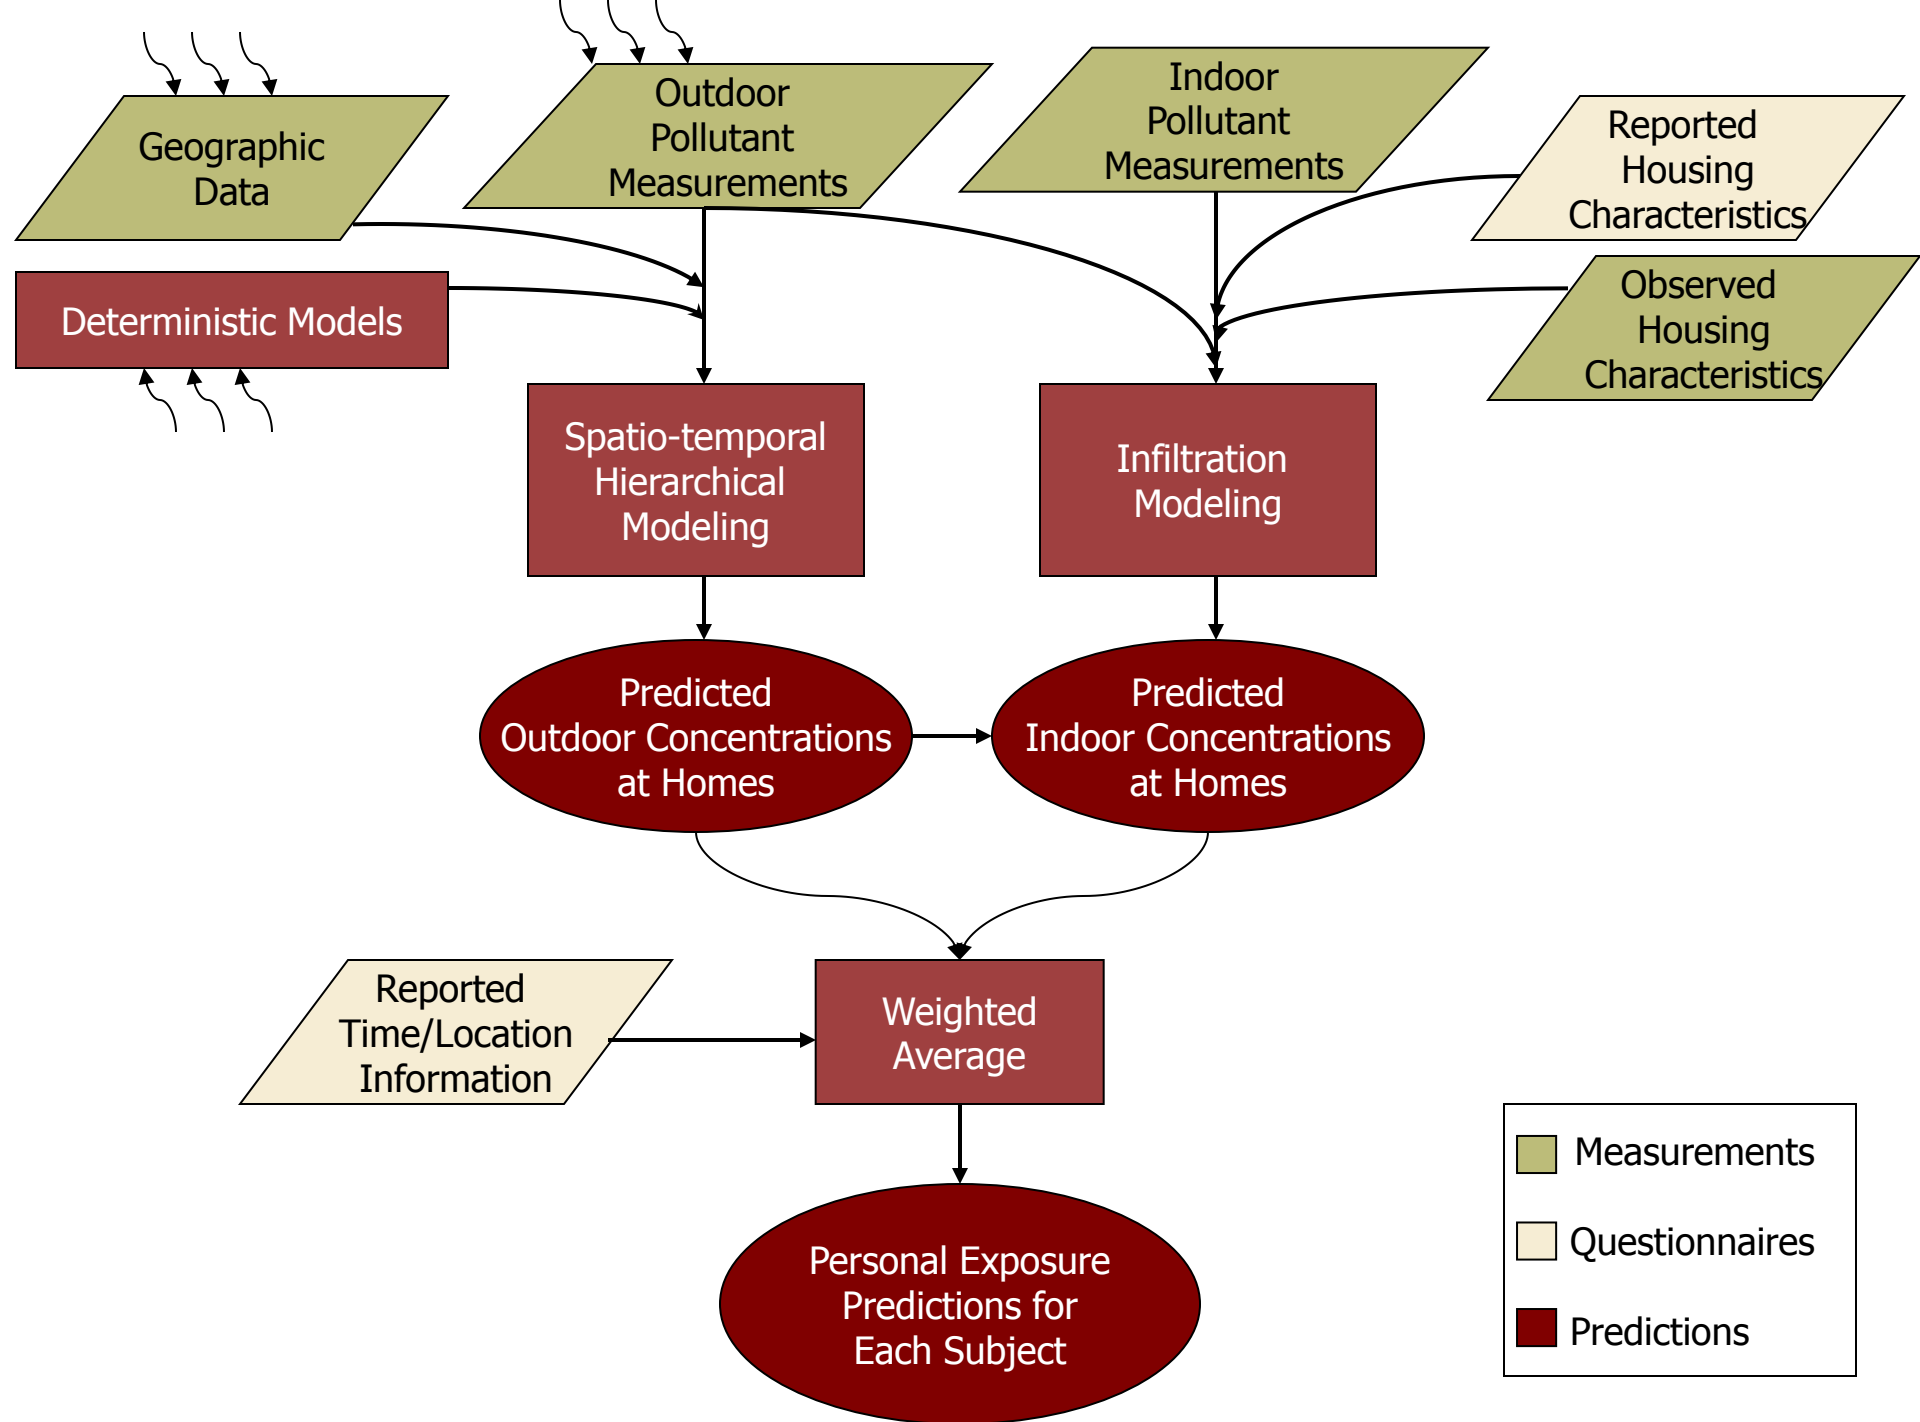 Geographic
Data
Outdoor
Pollutant
Measurements
Indoor
Pollutant
Measurements
Reported
Housing
Characteristics
Deterministic Models
Observed
Housing
Characteristics
Spatio-temporal
Hierarchical
Modeling
Infiltration
Modeling
Predicted
Outdoor Concentrations
at Homes
Predicted
Indoor Concentrations
at Homes
Reported
Time/Location
Information
Weighted
Average
Personal Exposure
Predictions for
Each Subject
Measurements
Questionnaires
Predictions